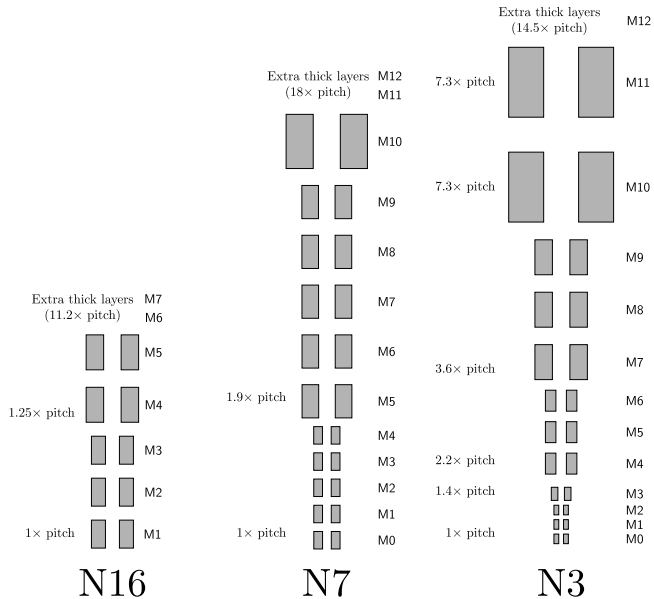 Extra thick layers
(11.2× pitch)
M7
M6
M5
1.25× pitch
M4
M3
M2
1× pitch
M1
N16
Extra thick layers
(18× pitch)
M12
M11
M10
M9
M8
M7
M6
1.9× pitch
M5
M4
M3
M2
M1
1× pitch
M0
N7
Extra thick layers
(14.5× pitch)
M12
7.3× pitch
M11
7.3× pitch
M10
M9
M8
3.6× pitch
M7
M6
M5
2.2× pitch
M4
1.4× pitch
M3
M2
M1
1× pitch
M0
N3